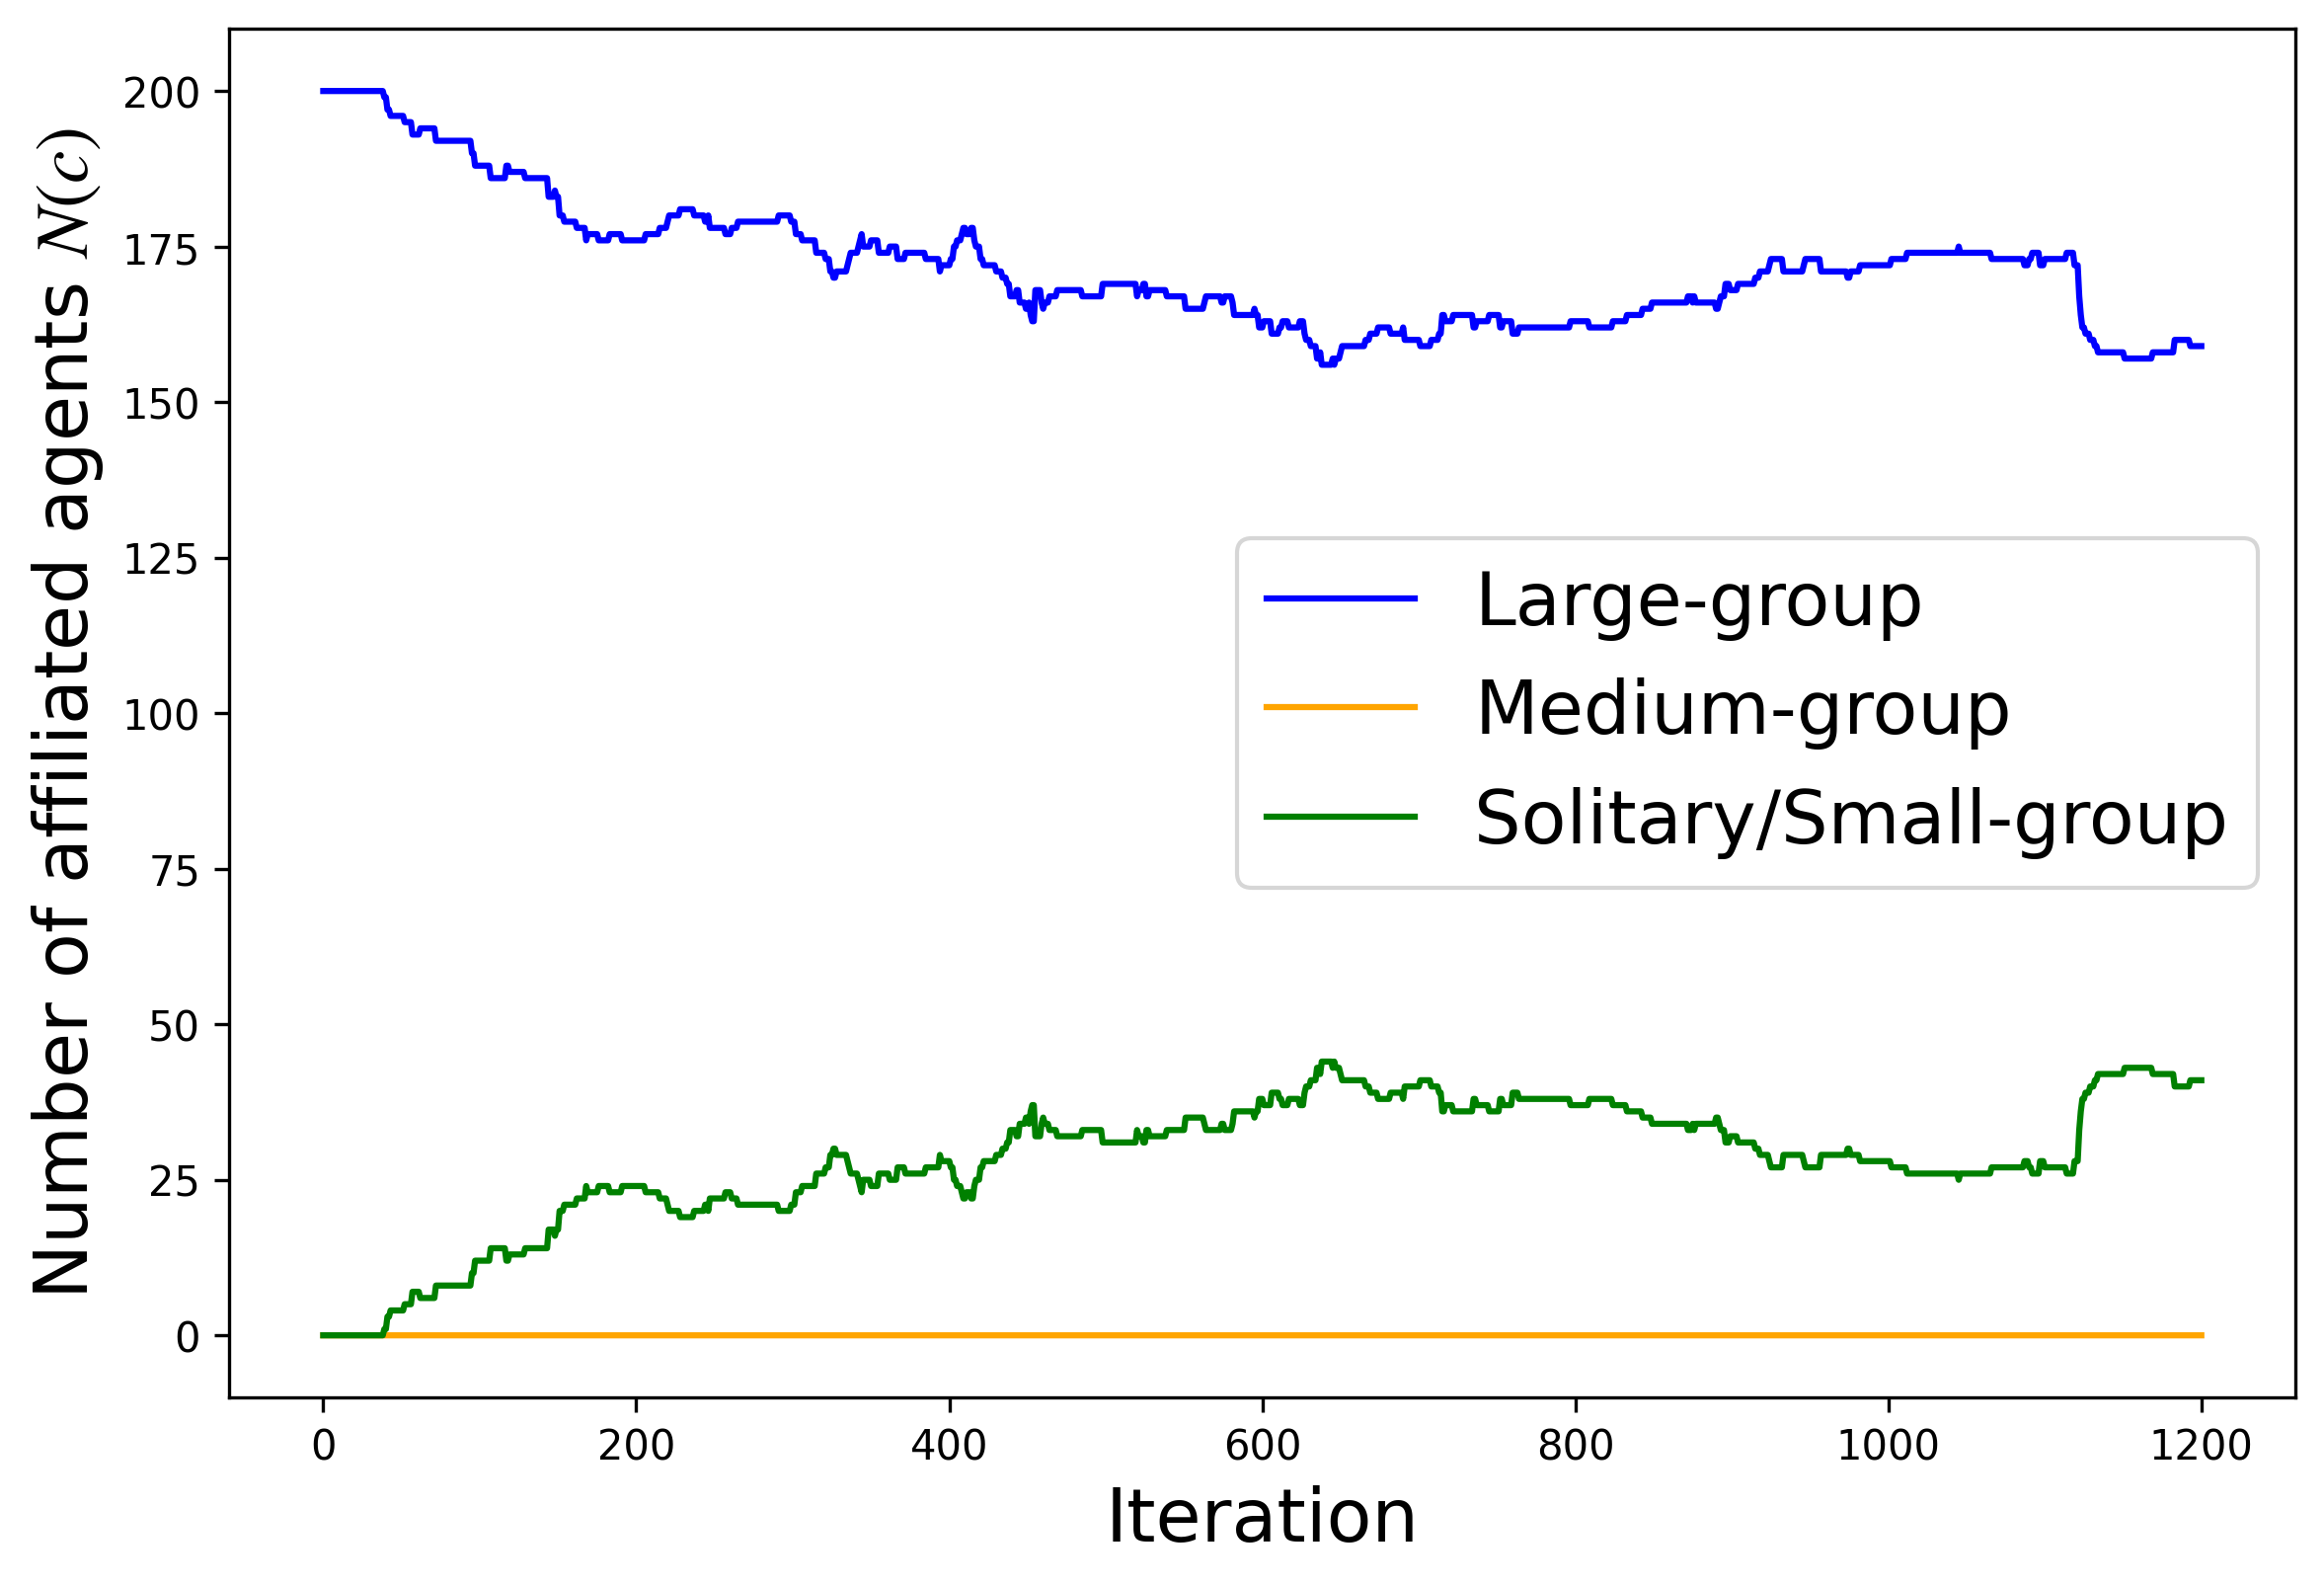 Number of affiliated agents N(c)
200
175
150
125
100
75
50
25
0
Large-group
Medium-group
Solitary/Small-group
0 200 400 600 800 1000 1200
Iteration